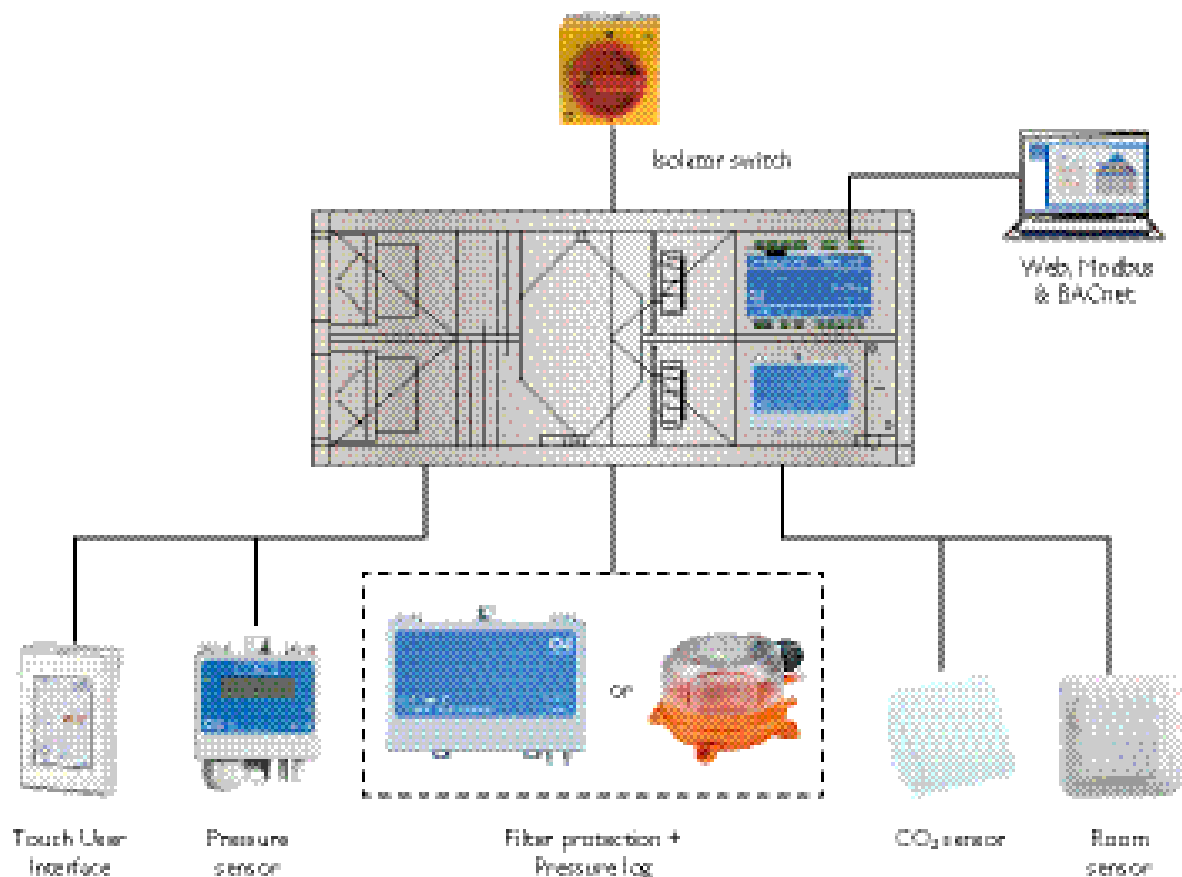 Isolator switch
Web, Modbus
& BACnet
or
Touch User
Interface
Pressure
sensor
Filter protection +
Pressure log
CO₂ sensor
Room
sensor